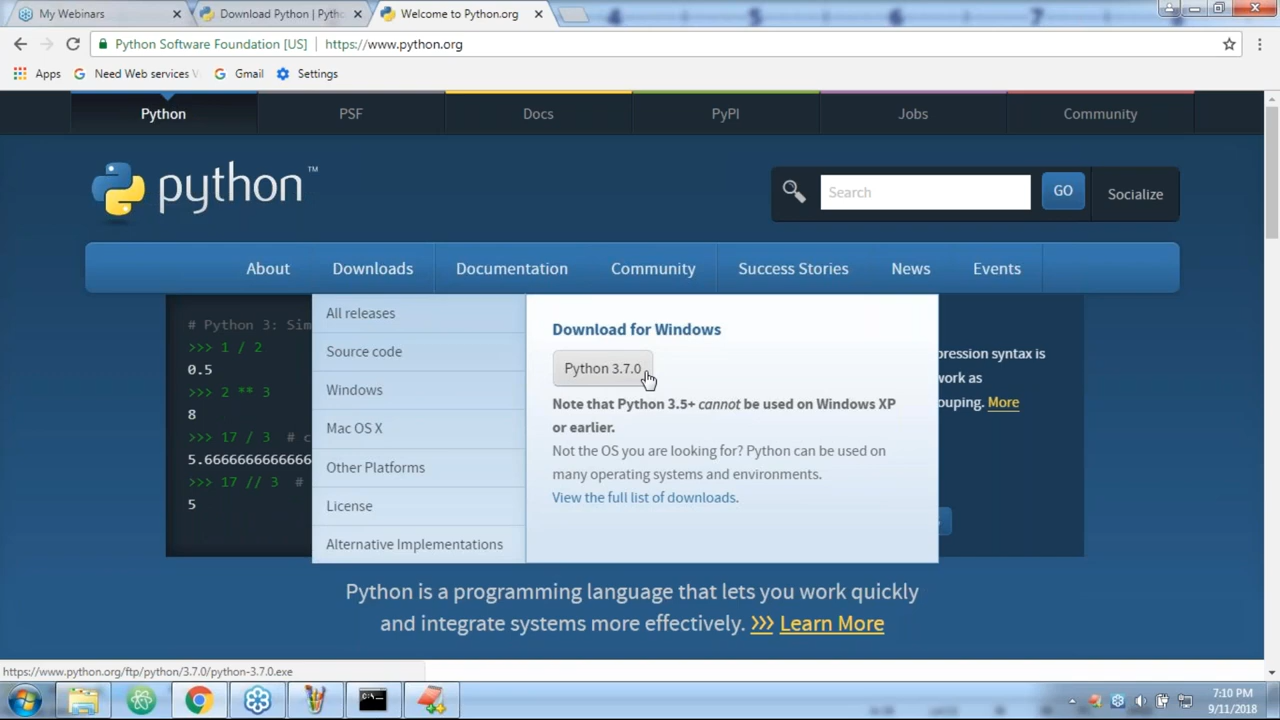 4 5 6 7
My Webinars
Download Python | Pyth
Welcome to Python.org
Python Software Foundation [US] https://www.python.org
Apps Need Web services Gmail Settings
Python PSF Docs PyPI Jobs Community
python™
Search GO Socialize
About Downloads Documentation Community Success Stories News Events
# Python 3: Sim
>>> 1 / 2
0.5
>>> 2 ** 3
8
>>> 17 / 3 # c
5.6666666666666
>>> 17 // 3 #
5
All releases
Source code
Windows
Mac OS X
Other Platforms
License
Alternative Implementations
Download for Windows
Python 3.7.0
Note that Python 3.5+ cannot be used on Windows XP
or earlier.
Not the OS you are looking for? Python can be used on
many operating systems and environments.
View the full list of downloads.
pression syntax is
work as
ouping. More
Python is a programming language that lets you work quickly
and integrate systems more effectively. >>> Learn More
https://www.python.org/ftp/python/3.7.0/python-3.7.0.exe
7:10 PM
9/11/2018